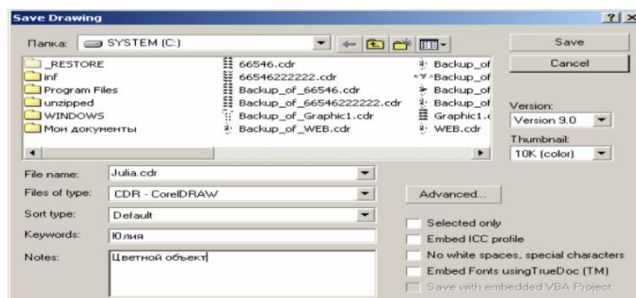 Save Drawing
Папка: SYSTEM (C:)
Save
Cancel
_RESTORE
inf
Program Files
unzipped
WINDOWS
Мои документы
66546.cdr
66546222222.cdr
Backup_of_66546.cdr
Backup_of_66546222222.cdr
Backup_of_Graphic1.cdr
Backup_of_WEB.cdr
Backup_of
Backup_of
Backup_of
Backup_of
Graphic1.c
WEB.cdr
Version:
Version 9.0
Thumbnail:
10K (color)
File name: Julia.cdr
Files of type: CDR - CorelDRAW
Sort type: Default
Keywords: Юлия
Notes: Цветной объект
Advanced...
Selected only
Embed ICC profile
No white spaces, special characters
Embed Fonts usingTrueDoc (TM)
Save with embedded VBA Project